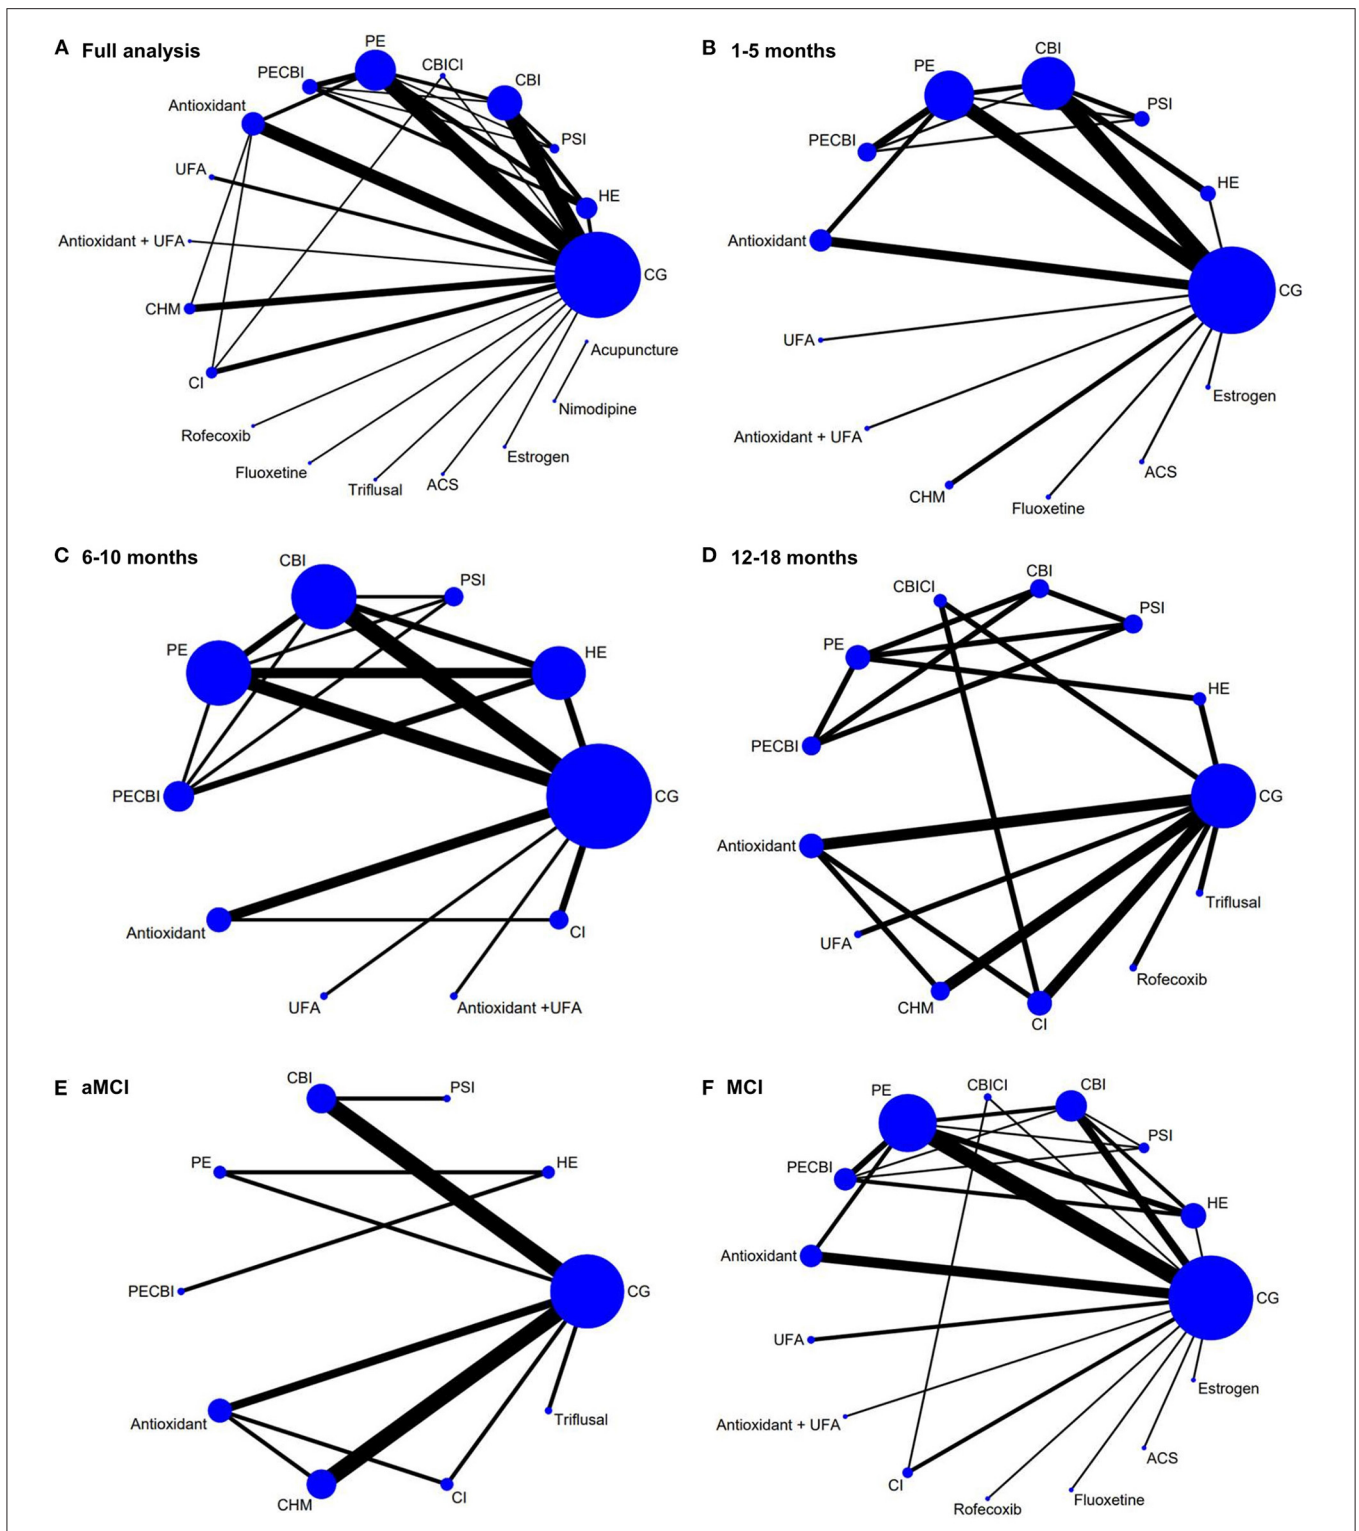 A Full analysis
PE
CBICI
PECBI
CBI
Antioxidant
PSI
UFA
HE
Antioxidant + UFA
CG
CHM
Acupuncture
CI
Nimodipine
Rofecoxib
Estrogen
Fluoxetine
Triflusal
ACS
B 1-5 months
CBI
PE
PSI
PECBI
HE
Antioxidant
CG
UFA
Estrogen
Antioxidant + UFA
ACS
CHM
Fluoxetine
C 6-10 months
CBI
PSI
PE
HE
PECBI
CG
Antioxidant
CI
UFA
Antioxidant +UFA
D 12-18 months
CBI
CBICI
PSI
PE
HE
PECBI
CG
Antioxidant
Triflusal
UFA
Rofecoxib
CHM
CI
E aMCI
CBI
PSI
PE
HE
PECBI
CG
Antioxidant
Triflusal
CHM
CI
F MCI
PE
CBICI
CBI
PSI
PECBI
HE
Antioxidant
CG
UFA
Estrogen
Antioxidant + UFA
ACS
CI
Fluoxetine
Rofecoxib